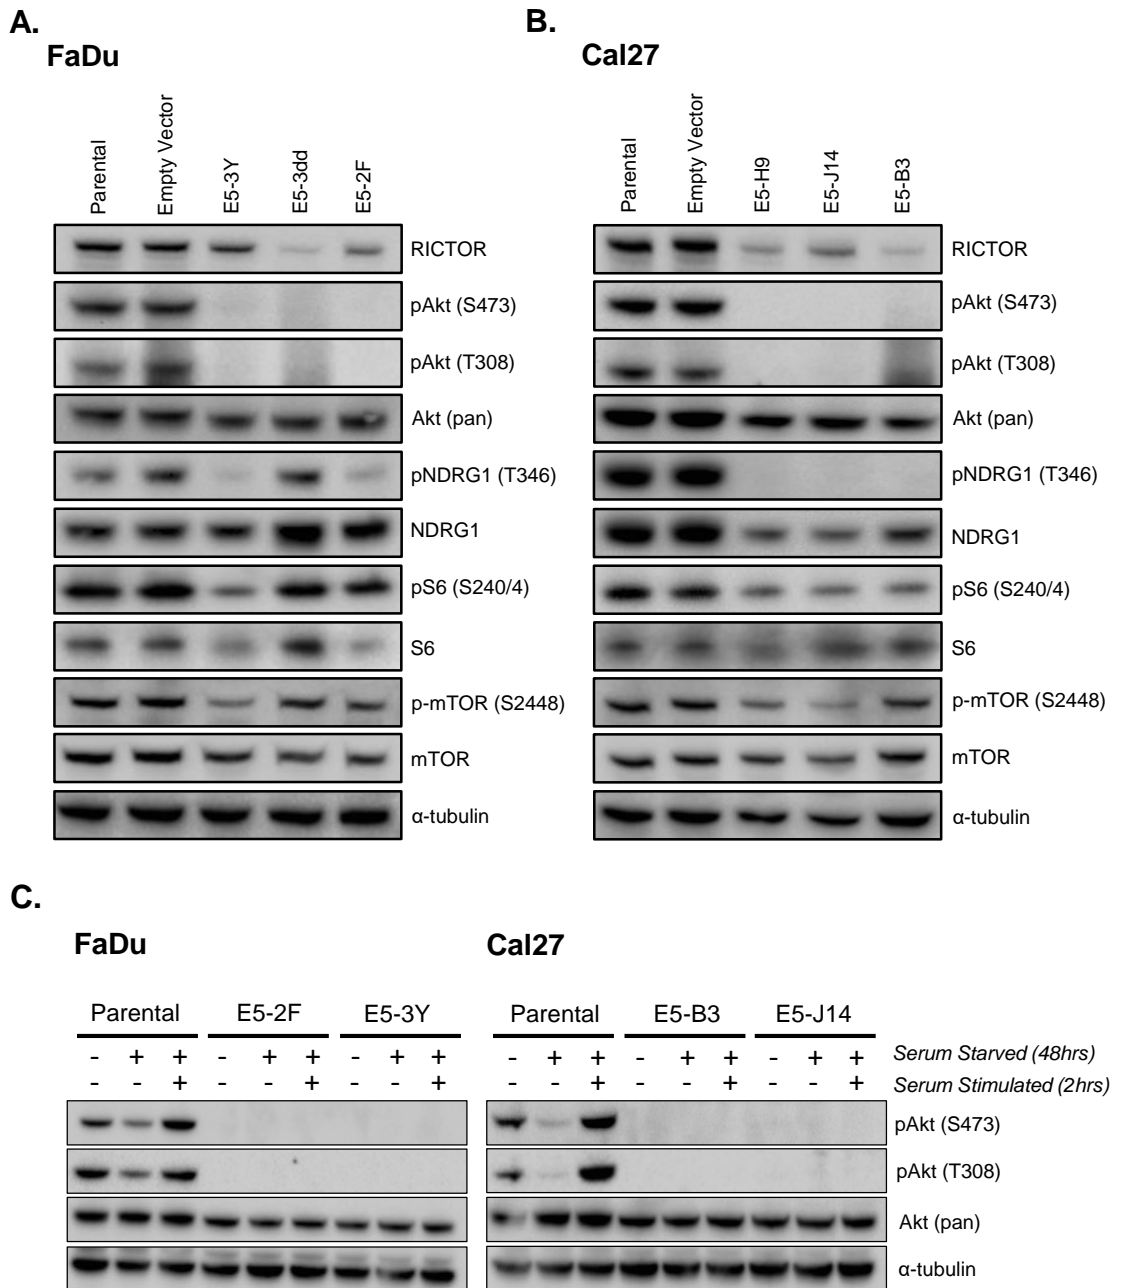 A.
FaDu
Parental
Empty Vector
E5-3Y
E5-3dd
E5-2F
RICTOR
pAkt (S473)
pAkt (T308)
Akt (pan)
pNDRG1 (T346)
NDRG1
pS6 (S240/4)
S6
p-mTOR (S2448)
mTOR
α-tubulin
B.
Cal27
Parental
Empty Vector
E5-H9
E5-J14
E5-B3
RICTOR
pAkt (S473)
pAkt (T308)
Akt (pan)
pNDRG1 (T346)
NDRG1
pS6 (S240/4)
S6
p-mTOR (S2448)
mTOR
α-tubulin
C.
FaDu Cal27
Parental E5-2F E5-3Y Parental E5-B3 E5-J14
- + + - + + - + + - + + - + + - + + Serum Starved (48hrs)
- - + - - + - - + - - + - - + - - + Serum Stimulated (2hrs)
pAkt (S473)
pAkt (T308)
Akt (pan)
α-tubulin